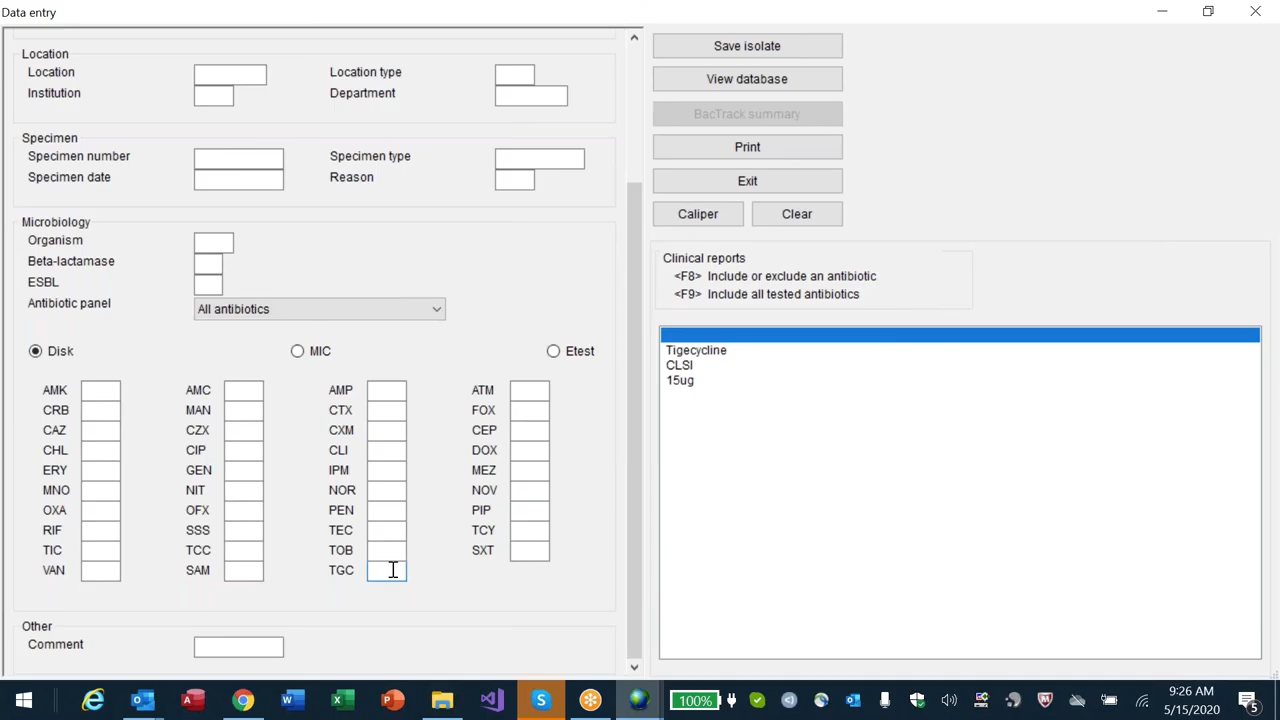 Data entry
Location
Location Location type
Institution Department
Specimen
Specimen number Specimen type
Specimen date Reason
Microbiology
Organism
Beta-lactamase
ESBL
Antibiotic panel All antibiotics
Disk MIC Etest
AMK AMC AMP ATM
CRB MAN CTX FOX
CAZ CZX CXM CEP
CHL CIP CLI DOX
ERY GEN IPM MEZ
MNO NIT NOR NOV
OXA OFX PEN PIP
RIF SSS TEC TCY
TIC TCC TOB SXT
VAN SAM TGC
Other
Comment
Save isolate
View database
BacTrack summary
Print
Exit
Caliper Clear
Clinical reports
<F8> Include or exclude an antibiotic
<F9> Include all tested antibiotics
Tigecycline
CLSI
15ug
100%
9:26 AM
5/15/2020
5